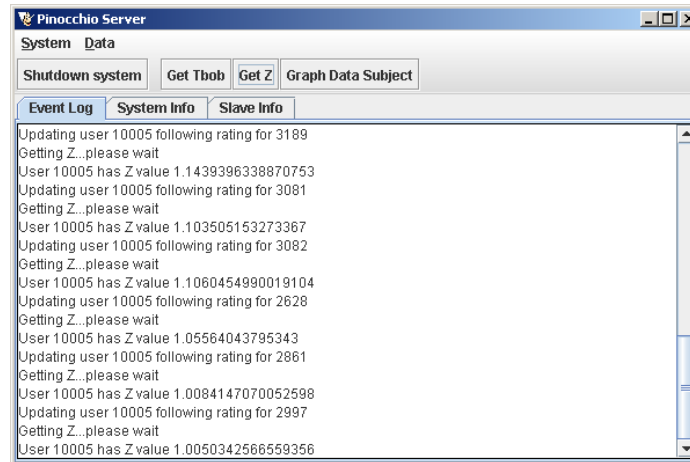 Pinocchio Server
System Data
Shutdown system Get Tbob Get Z Graph Data Subject
Event Log System Info Slave Info
Updating user 10005 following rating for 3189
Getting Z...please wait
User 10005 has Z value 1.1439396338870753
Updating user 10005 following rating for 3081
Getting Z...please wait
User 10005 has Z value 1.103505153273367
Updating user 10005 following rating for 3082
Getting Z...please wait
User 10005 has Z value 1.1060454990019104
Updating user 10005 following rating for 2628
Getting Z...please wait
User 10005 has Z value 1.05564043795343
Updating user 10005 following rating for 2861
Getting Z...please wait
User 10005 has Z value 1.0084147070052598
Updating user 10005 following rating for 2997
Getting Z...please wait
User 10005 has Z value 1.0050342566559356